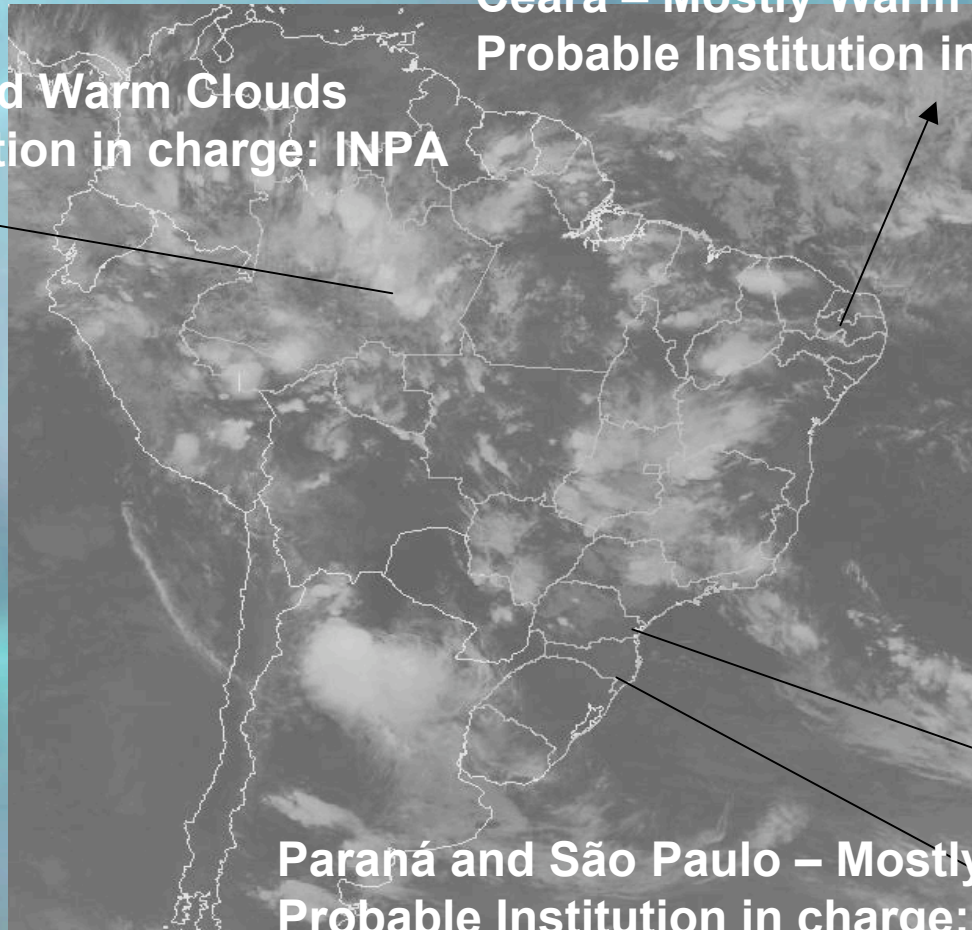 Ceará – Mostly Warm
Probable Institution in
d Warm Clouds
tion in charge: INPA
Paraná and São Paulo – Mostly
Probable Institution in charge: